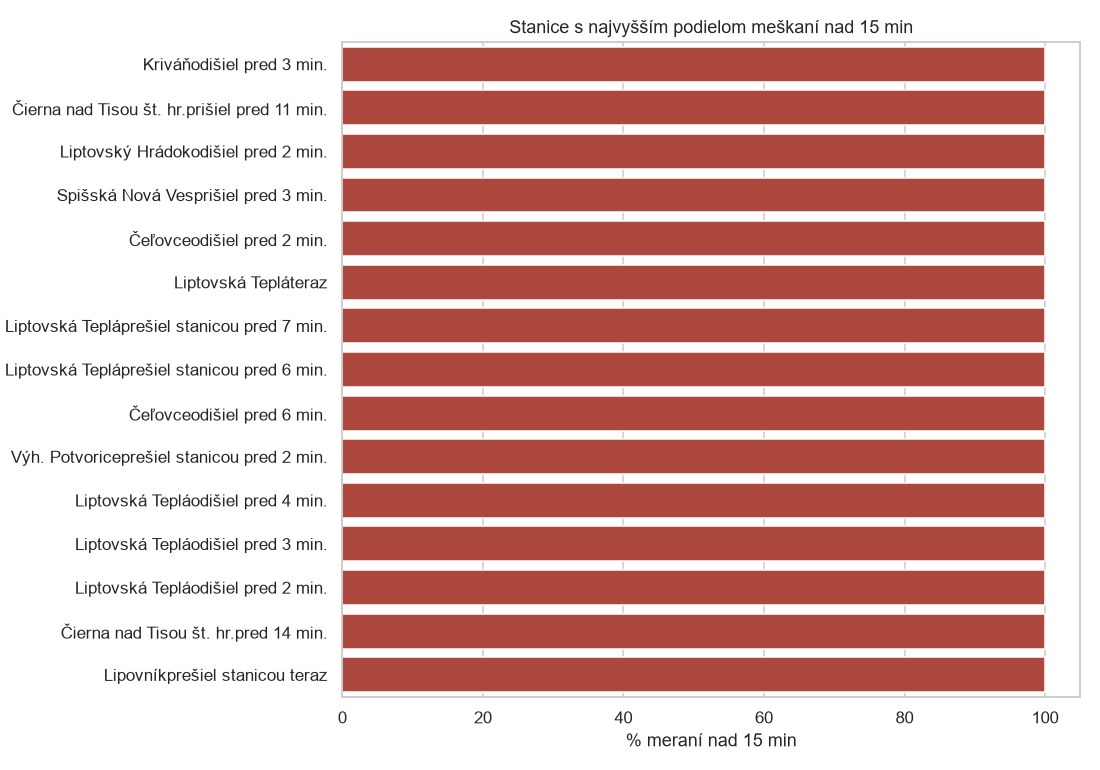 Stanice s najvyšším podielom meškaní nad 15 min
Kriváňodišiel pred 3 min.
Čierna nad Tisou št. hr.prišiel pred 11 min.
Liptovský Hrádokodišiel pred 2 min.
Spišská Nová Vesprišiel pred 3 min.
Čeľovceodišiel pred 2 min.
Liptovská Tepláteraz
Liptovská Tepláprešiel stanicou pred 7 min.
Liptovská Tepláprešiel stanicou pred 6 min.
Čeľovceodišiel pred 6 min.
Výh. Potvoriceprešiel stanicou pred 2 min.
Liptovská Tepláodišiel pred 4 min.
Liptovská Tepláodišiel pred 3 min.
Liptovská Tepláodišiel pred 2 min.
Čierna nad Tisou št. hr.pred 14 min.
Lipovníkprešiel stanicou teraz
0 20 40 60 80 100
% meraní nad 15 min